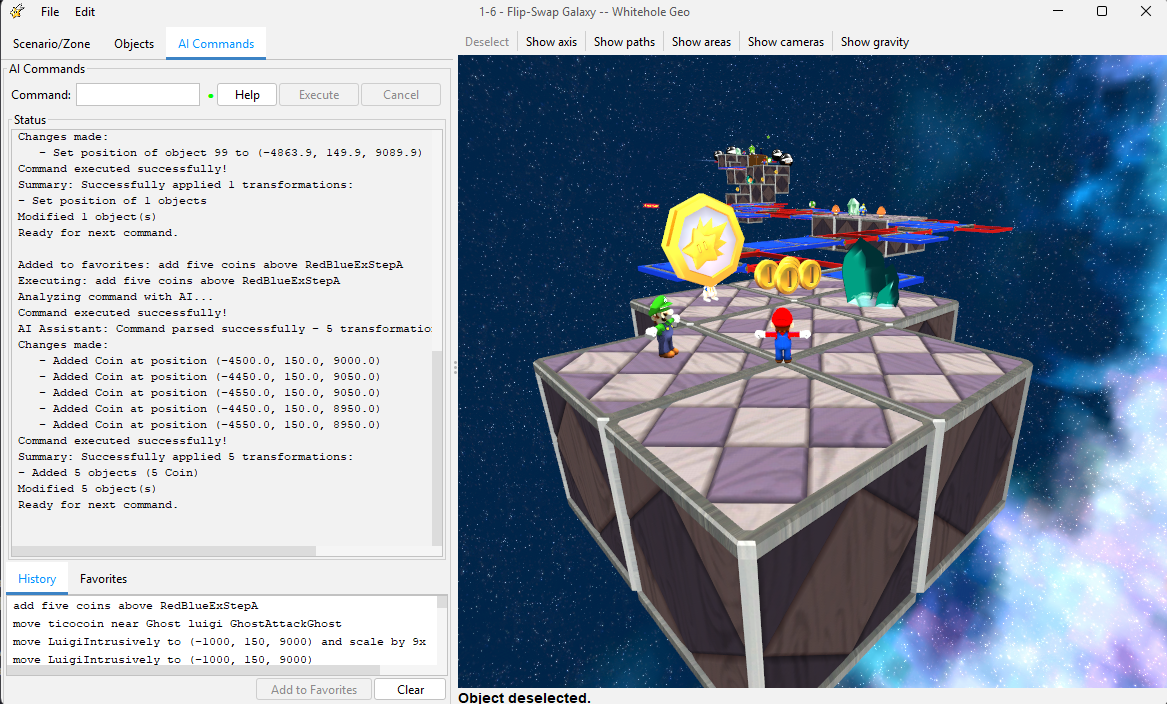 1-6 - Flip-Swap Galaxy -- Whitehole Geo
File Edit
Scenario/Zone Objects AI Commands
Deselect Show axis Show paths Show areas Show cameras Show gravity
AI Commands
Command: Help Execute Cancel
Status
Changes made:
- Set position of object 99 to (-4863.9, 149.9, 9089.9)
Command executed successfully!
Summary: Successfully applied 1 transformations:
- Set position of 1 objects
Modified 1 object(s)
Ready for next command.
Added to favorites: add five coins above RedBlueExStepA
Executing: add five coins above RedBlueExStepA
Analyzing command with AI...
Command executed successfully!
AI Assistant: Command parsed successfully - 5 transformatio
Changes made:
- Added Coin at position (-4500.0, 150.0, 9000.0)
- Added Coin at position (-4450.0, 150.0, 9050.0)
- Added Coin at position (-4550.0, 150.0, 9050.0)
- Added Coin at position (-4450.0, 150.0, 8950.0)
- Added Coin at position (-4550.0, 150.0, 8950.0)
Command executed successfully!
Summary: Successfully applied 5 transformations:
- Added 5 objects (5 Coin)
Modified 5 object(s)
Ready for next command.
History Favorites
add five coins above RedBlueExStepA
move ticocoin near Ghost luigi GhostAttackGhost
move LuigiIntrusively to (-1000, 150, 9000) and scale by 9x
move LuigiIntrusively to (-1000, 150, 9000)
Add to Favorites Clear
Object deselected.